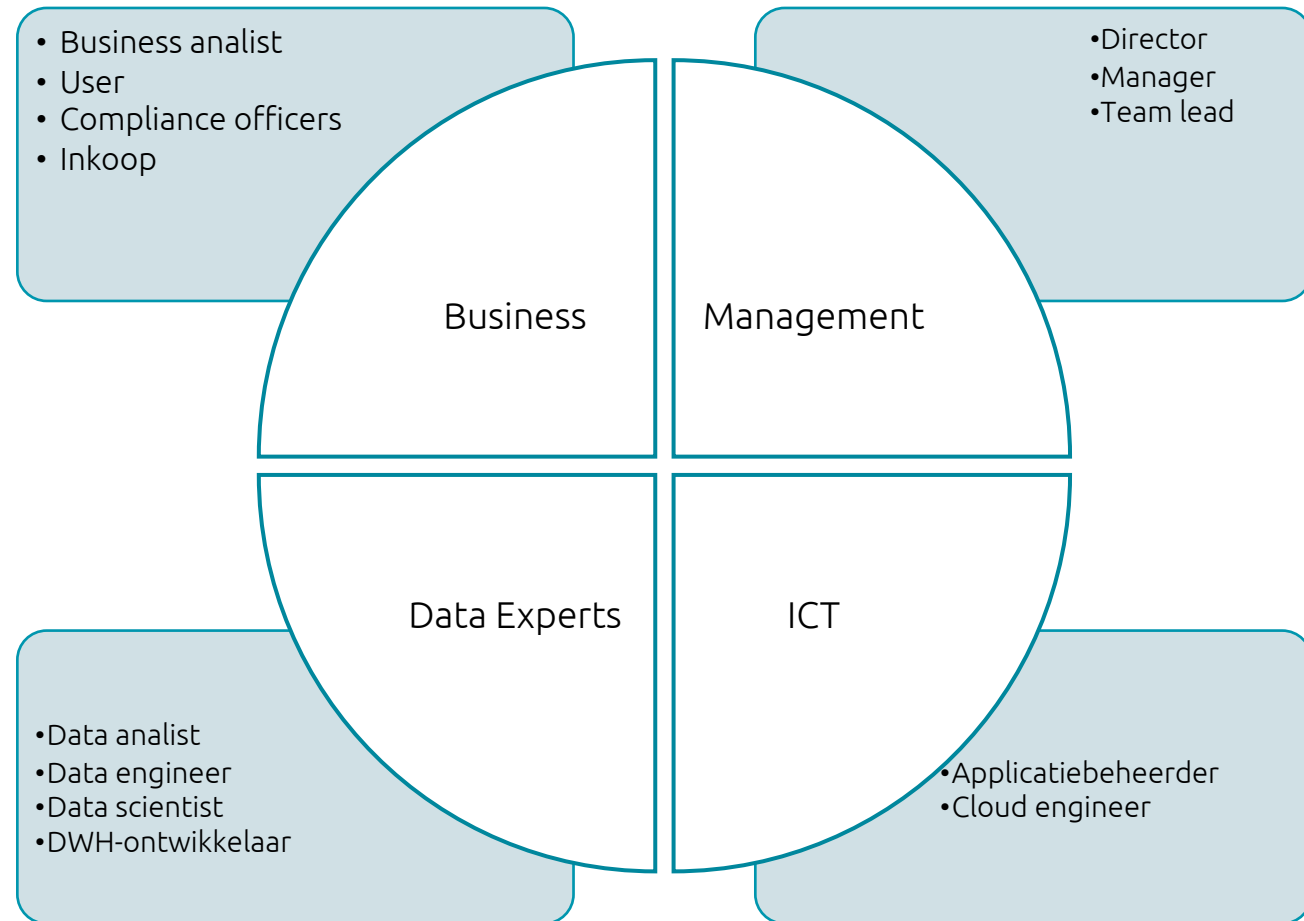 • Business analist
• User
• Compliance officers
• Inkoop
•Director
•Manager
•Team lead
Business
Management
Data Experts
ICT
•Data analist
•Data engineer
•Data scientist
•DWH-ontwikkelaar
•Applicatiebeheerder
•Cloud engineer